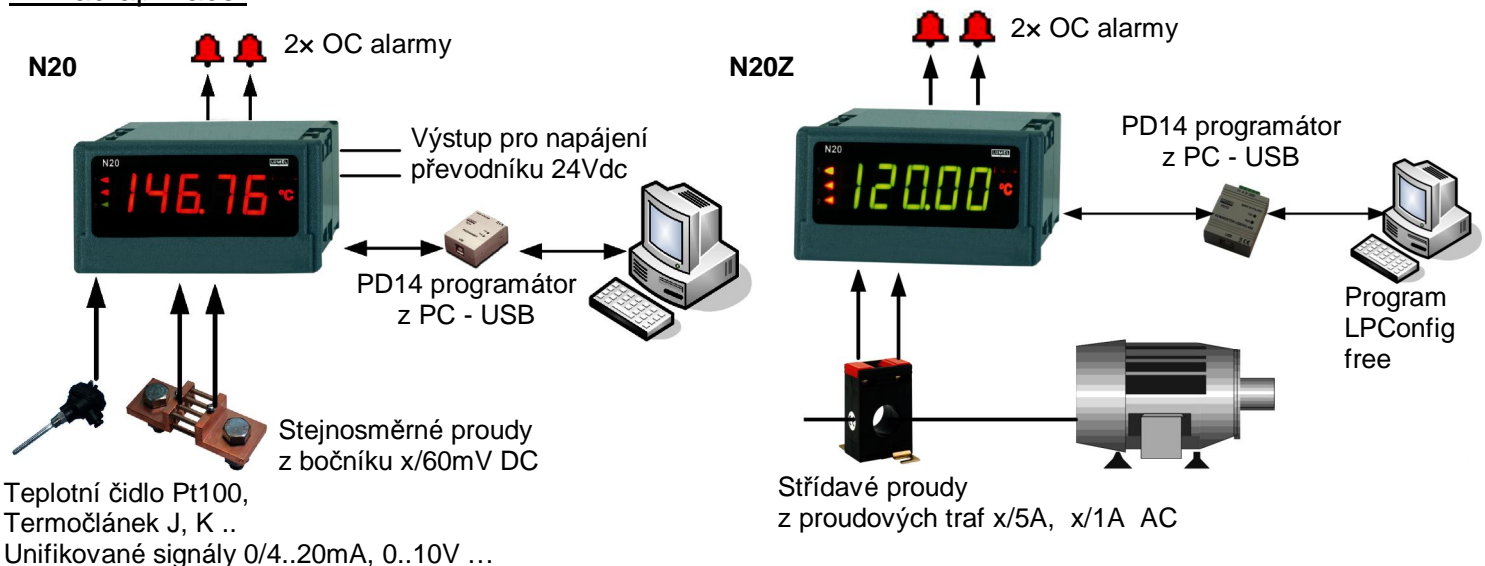 N20
2× OC alarmy
N20
LUMEL
146.76 °C
Výstup pro napájení
převodníku 24Vdc
PD14 programátor
z PC - USB
Stejnosměrné proudy
z bočníku x/60mV DC
Teplotní čidlo Pt100,
Termočlánek J, K ..
Unifikované signály 0/4..20mA, 0..10V …
N20Z
2× OC alarmy
N20
LUMEL
120.00 °C
PD14 programátor
z PC - USB
Program
LPConfig
free
Střídavé proudy
z proudových traf x/5A, x/1A AC